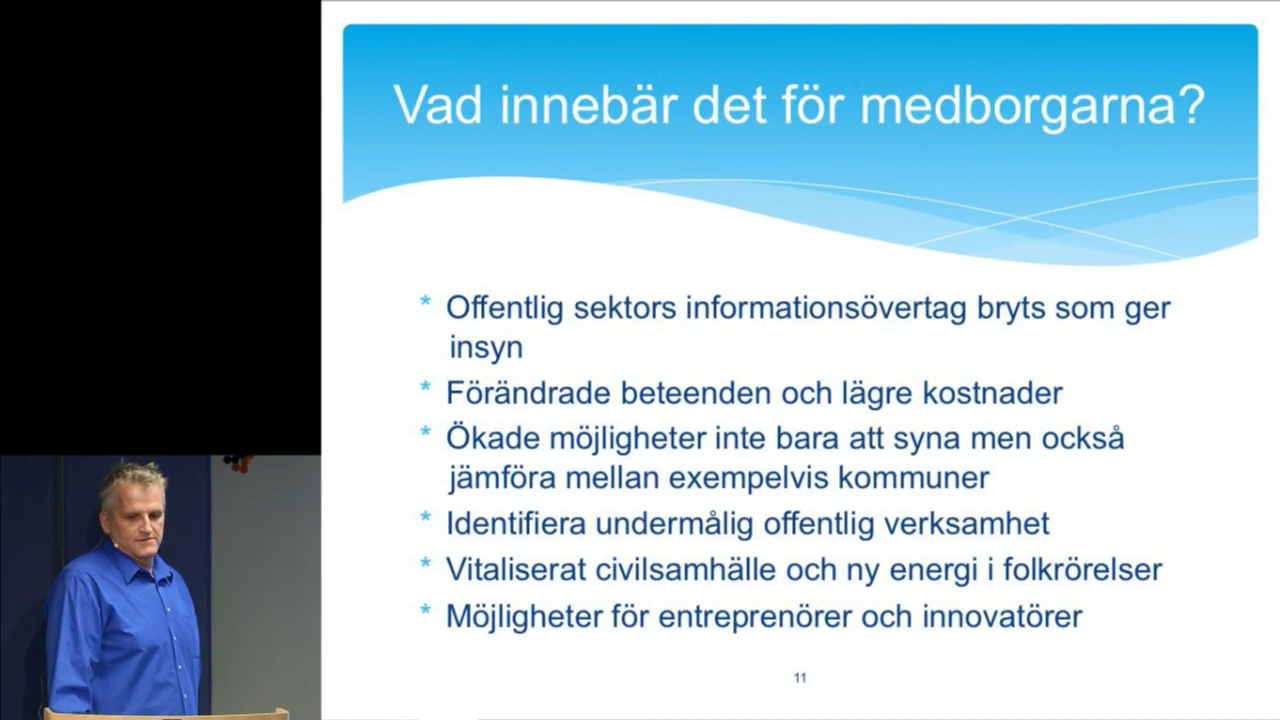 Vad innebär det för medborgarna?
* Offentlig sektors informationsövertag bryts som ger
insyn
* Förändrade beteenden och lägre kostnader
* Ökade möjligheter inte bara att syna men också
jämföra mellan exempelvis kommuner
* Identifiera undermålig offentlig verksamhet
* Vitaliserat civilsamhälle och ny energi i folkrörelser
* Möjligheter för entreprenörer och innovatörer
11